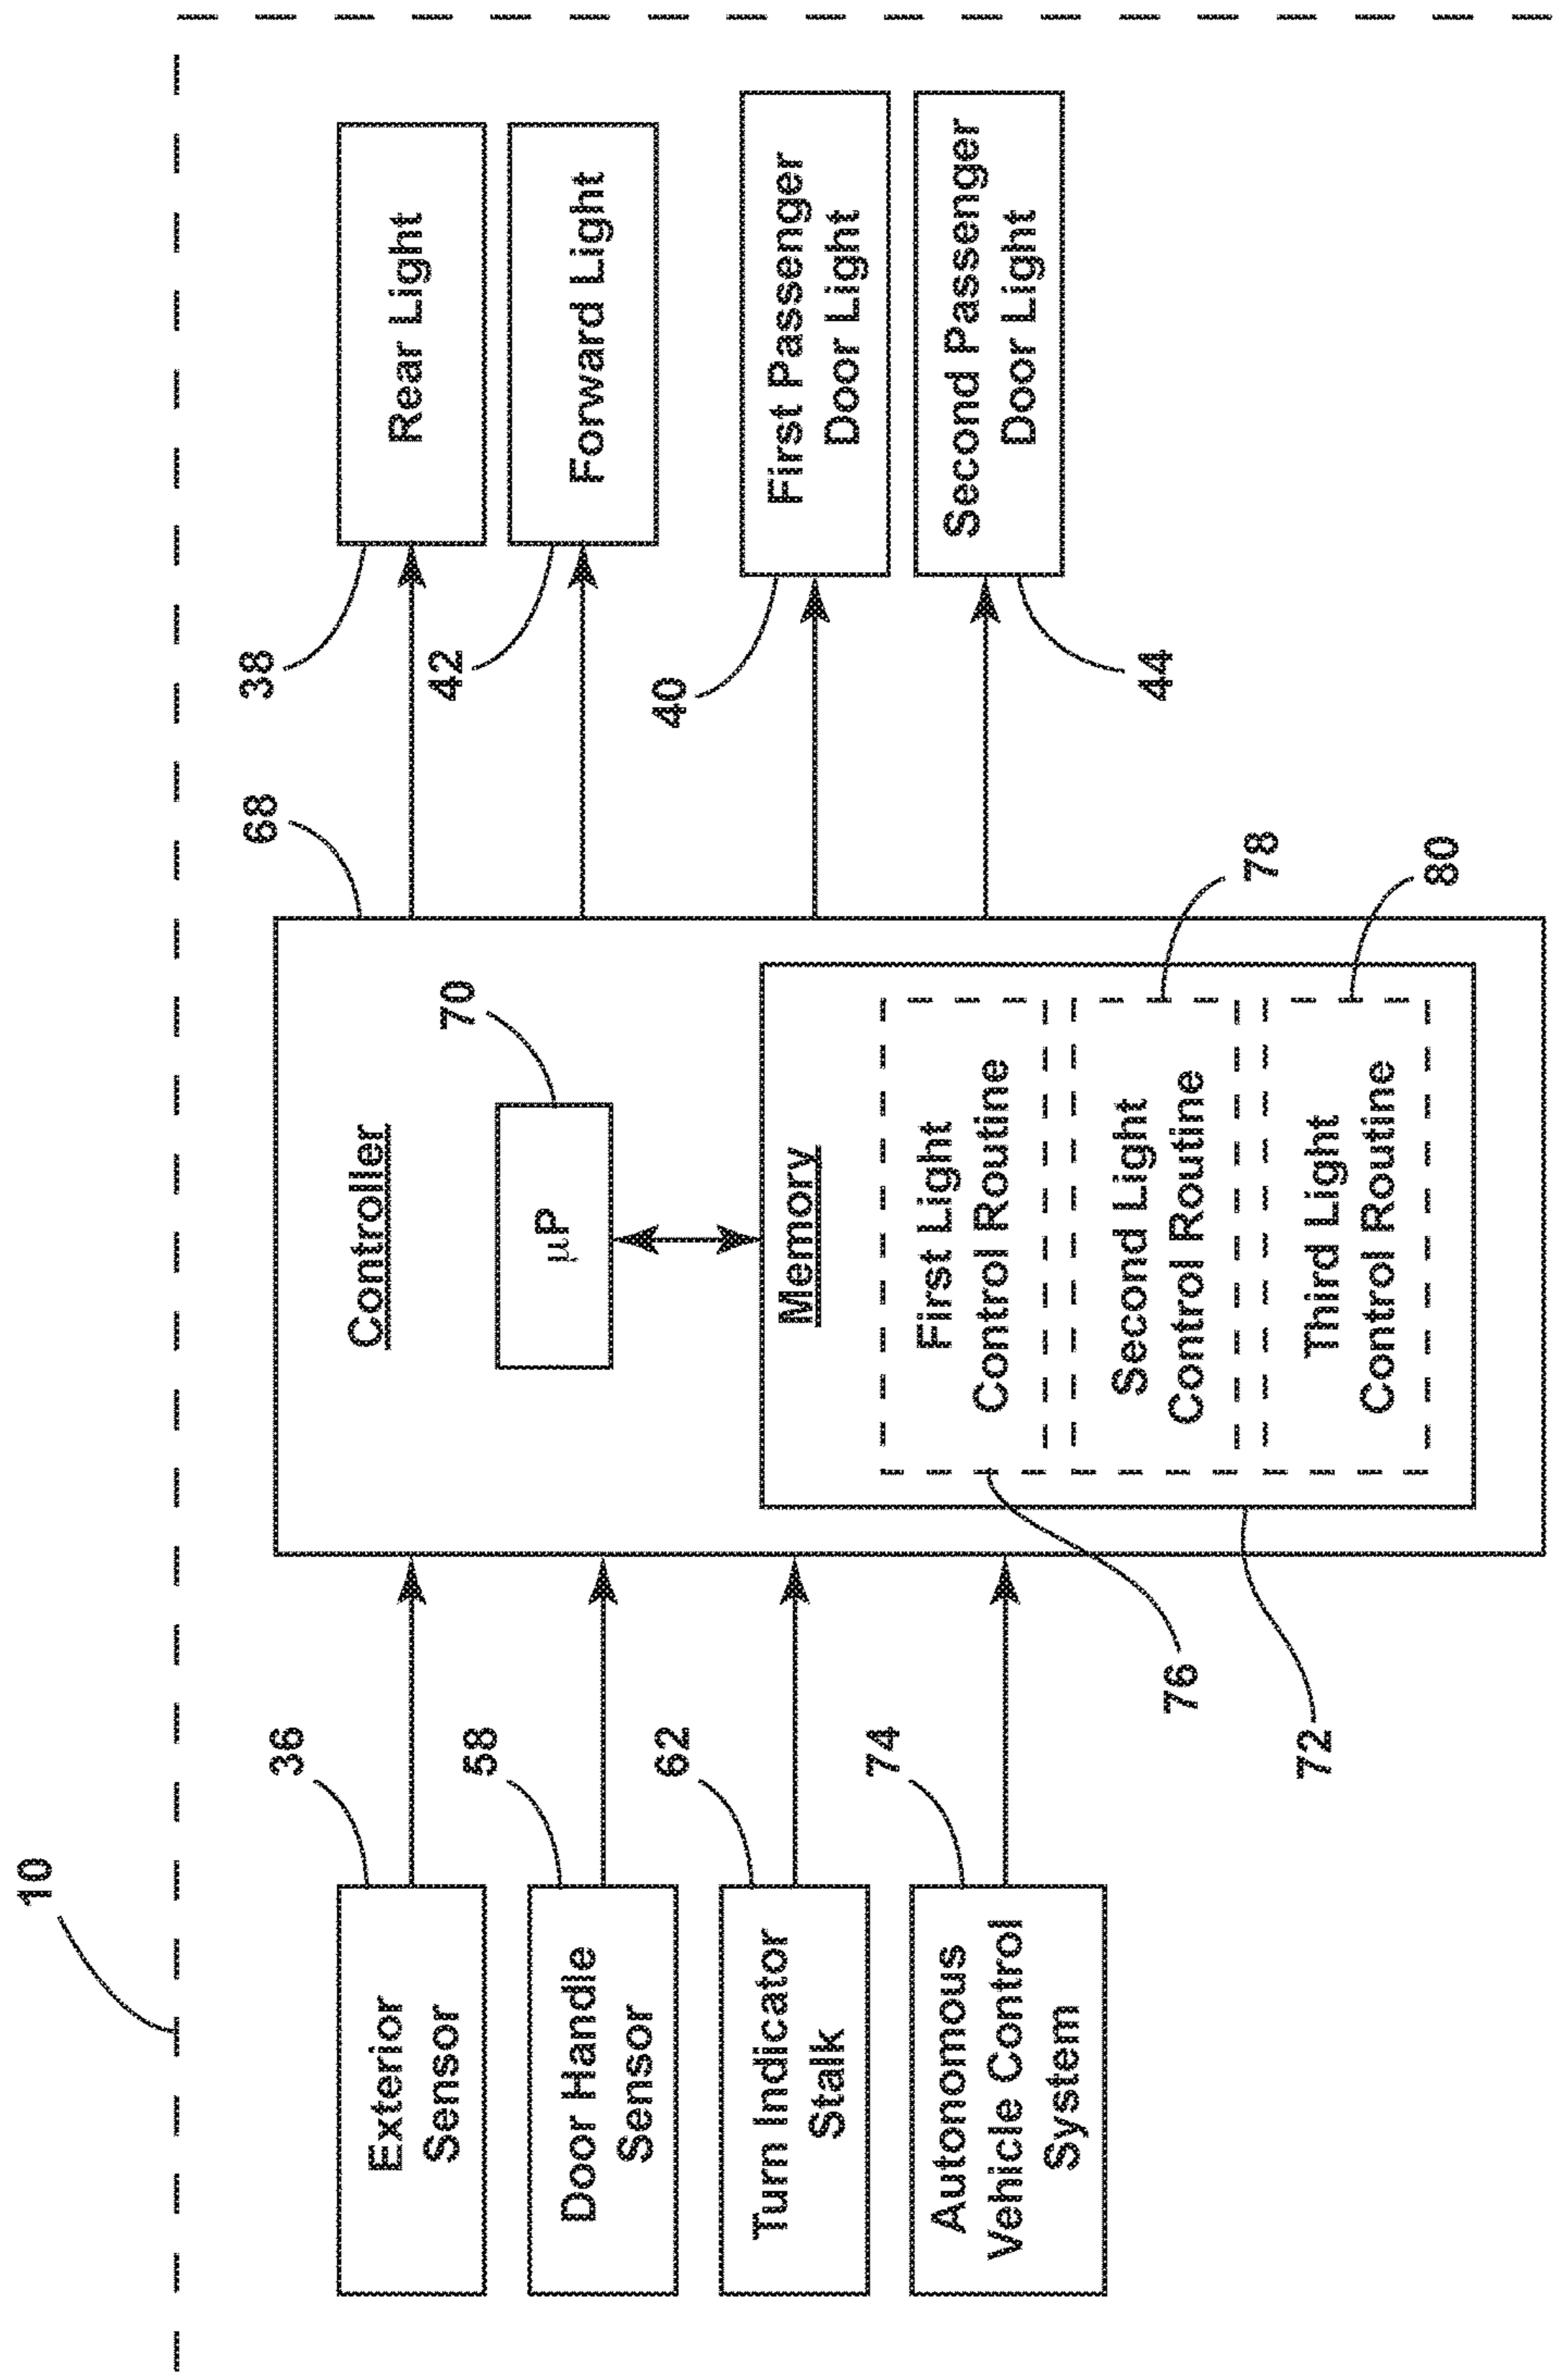 10
36
Exterior
Sensor
58
Door Handle
Sensor
62
Turn Indicator
Stalk
74
Autonomous
Vehicle Control
System
68
Controller
70
µP
Memory
First Light
Control Routine
Second Light
Control Routine
Third Light
Control Routine
76
72
78
80
38
Rear Light
42
Forward Light
40
First Passenger
Door Light
Second Passenger
Door Light
44